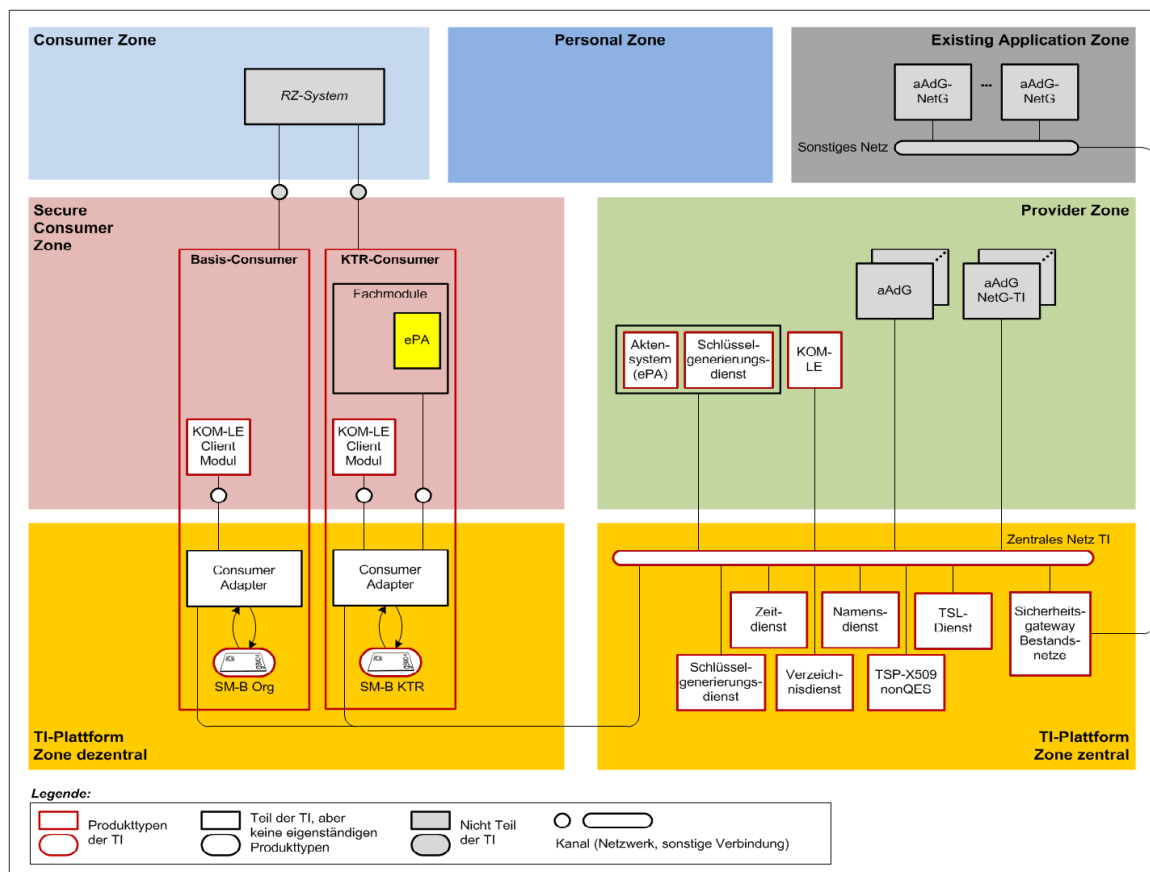 Consumer Zone
Personal Zone
Existing Application Zone
RZ-System
aAdG-
NetG
...
aAdG-
NetG
Sonstiges Netz
Secure
Consumer
Zone
Provider Zone
Basis-Consumer
KTR-Consumer
Fachmodule
ePA
aAdG
aAdG
NetG-TI
Akten-
system
(ePA)
Schlüssel-
generierungs-
dienst
KOM-
LE
KOM-LE
Client
Modul
KOM-LE
Client
Modul
Zentrales Netz TI
Consumer
Adapter
Consumer
Adapter
Zeit-
dienst
Namens-
dienst
TSL-
Dienst
Sicherheits-
gateway
Bestands-
netze
Schlüssel-
generierungs-
dienst
Verzeich-
nisdienst
TSP-X509
nonQES
SM-B Org
SM-B KTR
TI-Plattform
Zone dezentral
TI-Plattform
Zone zentral
Legende:
Produkttypen
der TI
Teil der TI, aber
keine eigenständigen
Produkttypen
Nicht Teil
der TI
Kanal (Netzwerk, sonstige Verbindung)